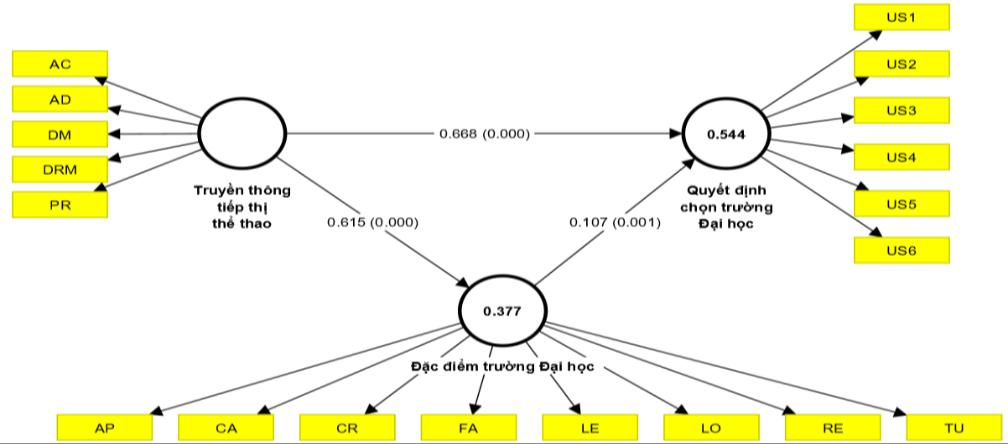 US1
AC
US2
AD
US3
DM
0.668 (0.000)
0.544
US4
DRM
PR
Truyền thông
tiếp thị
thể thao
Quyết định
chọn trường
Đại học
US5
0.615 (0.000)
0.107 (0.001)
US6
0.377
Đặc điểm trường Đại học
AP
CA
CR
FA
LE
LO
RE
TU